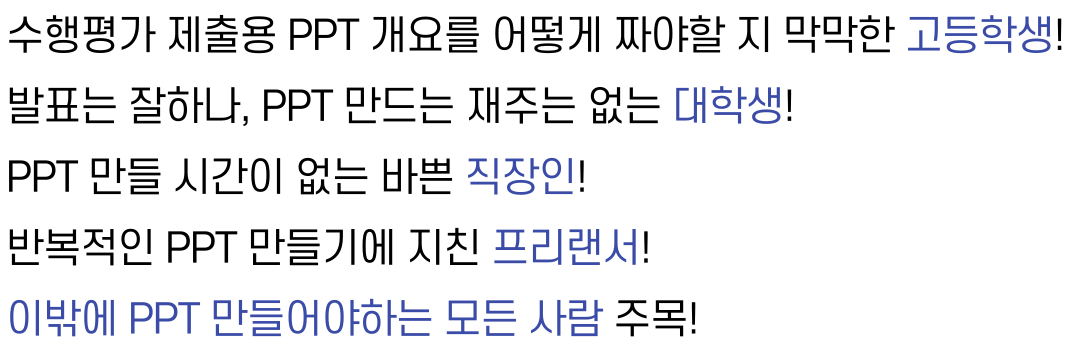 수행평가 제출용 PPT 개요를 어떻게 짜야할 지 막막한 고등학생!
발표는 잘하나, PPT 만드는 재주는 없는 대학생!
PPT 만들 시간이 없는 바쁜 직장인!
반복적인 PPT 만들기에 지친 프리랜서!
이밖에 PPT 만들어야하는 모든 사람 주목!